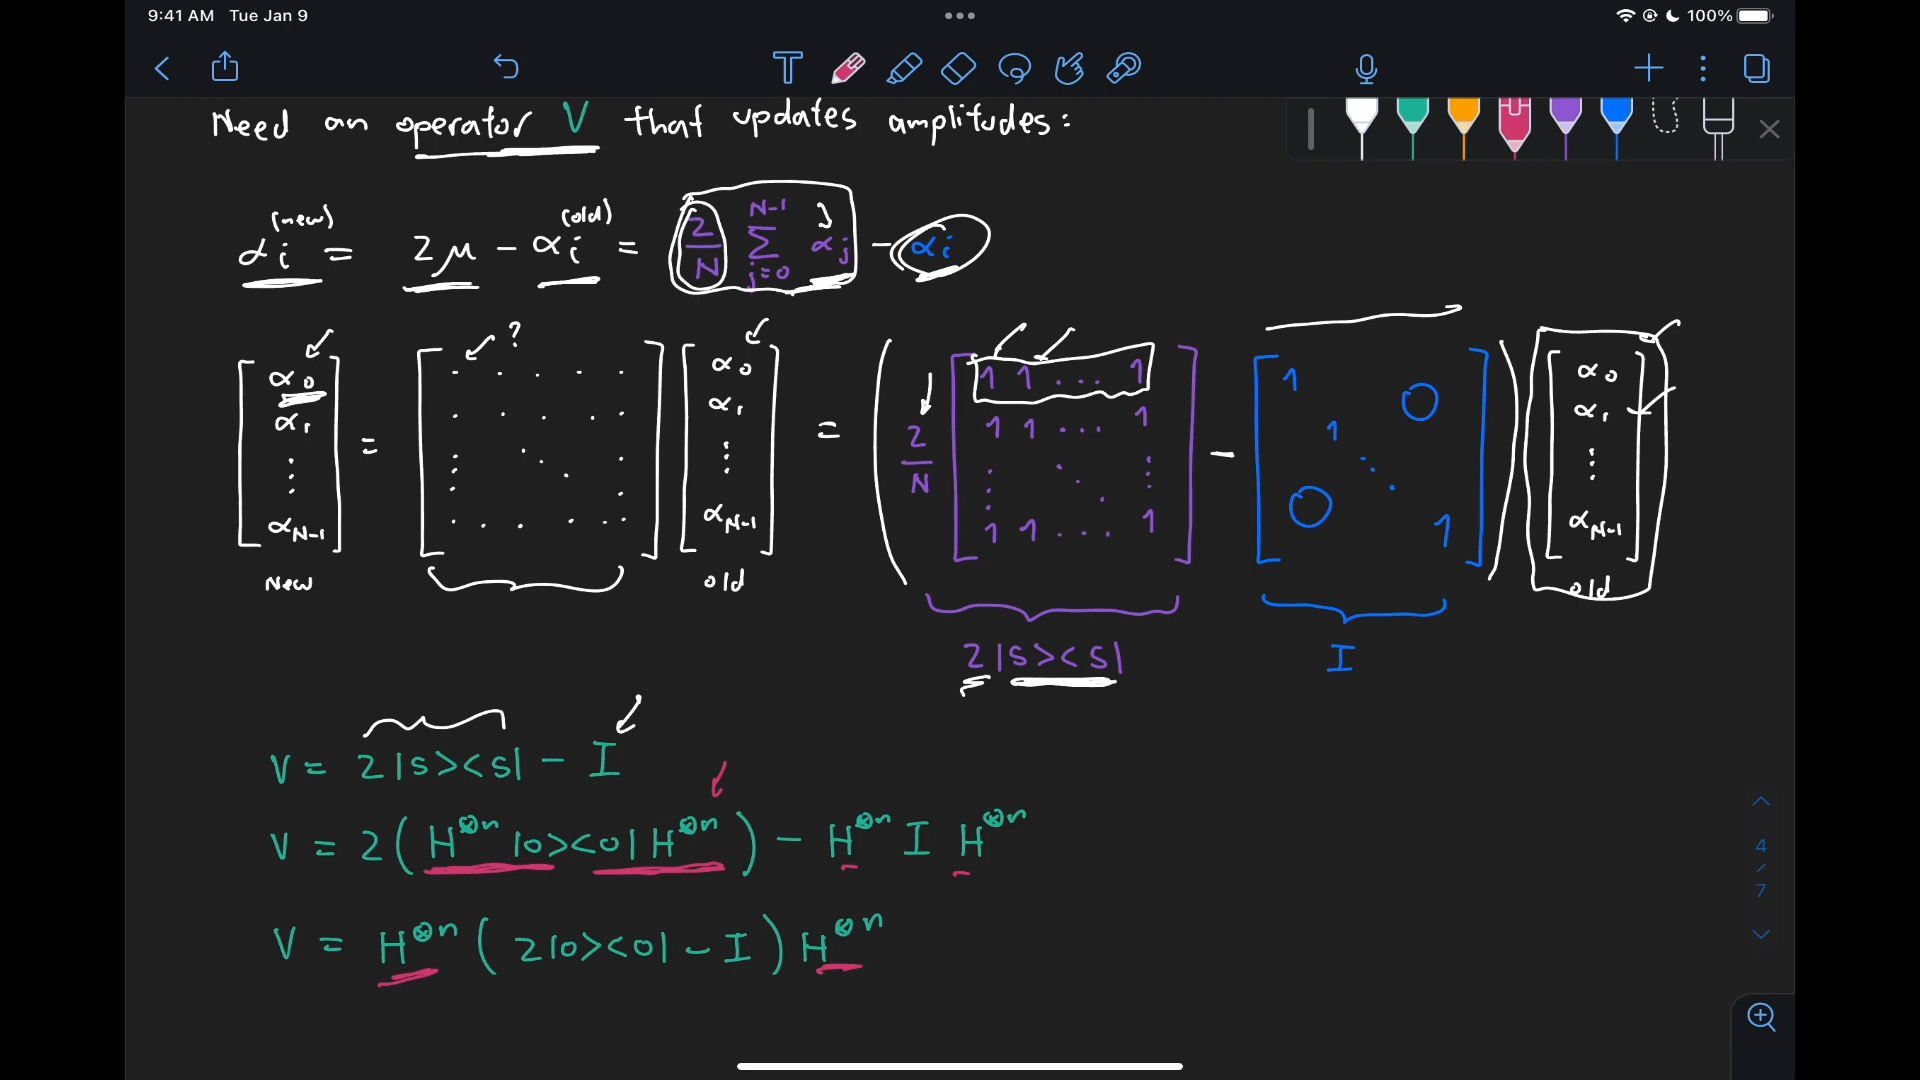 9:41 AM Tue Jan 9
100%
Need an operator V that updates amplitudes:
αi(new) = 2μ - αi(old) = 2/N ∑_{j=0}^{N-1} αj - αi
[α0 α1 ⋮ αN-1] = [ ] ? [α0 α1 ⋮ αN-1] = ( 2/N [1 1 ... 1 1 1 ... 1 ⋮ ⋱ ⋮ 1 1 .... 1] - [1 0 1 ⋱ 0 1] ) [α0 α1 ⋮ αN-1]
New old old
2|s><s| I
V = 2|s><s| - I
V = 2( H⊗n |0><0| H⊗n ) - H⊗n I H⊗n
V = H⊗n ( 2|0><0| - I ) H⊗n
4
/
7